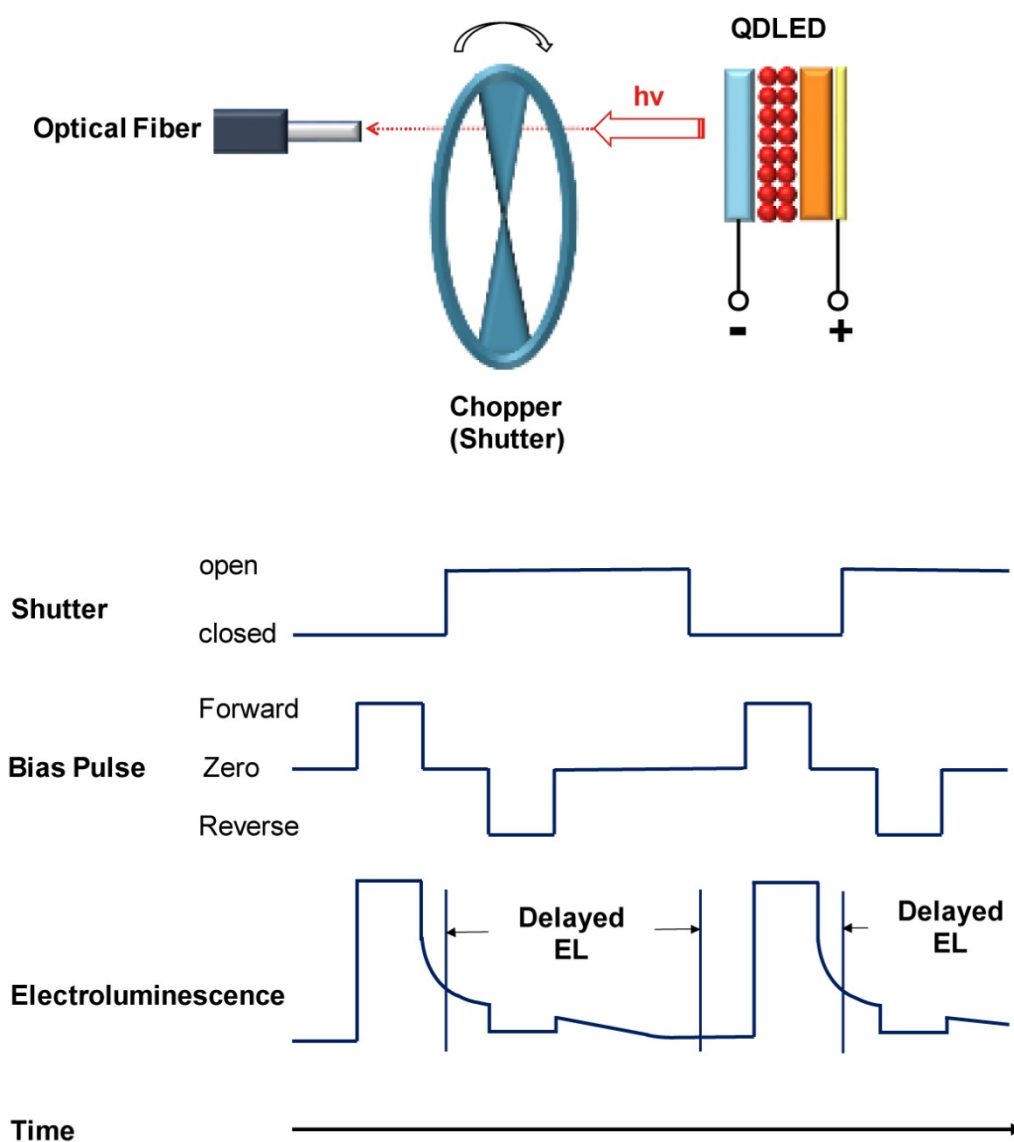 QDLED
hν
Optical Fiber
- +
Chopper
(Shutter)
open
Shutter
closed
Forward
Bias Pulse Zero
Reverse
Delayed
EL
Delayed
EL
Electroluminescence
Time